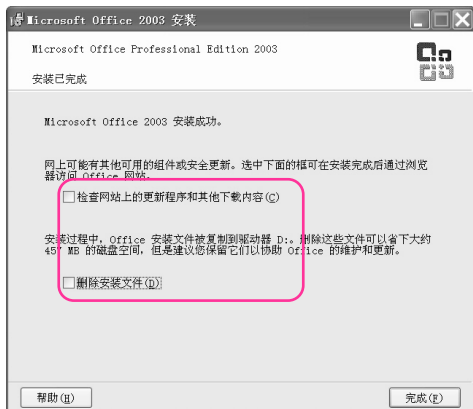 Microsoft Office 2003 安装
Microsoft Office Professional Edition 2003
安装已完成
Microsoft Office 2003 安装成功。
网上可能有其他可用的组件或安全更新。选中下面的框可在安装完成后通过浏览
器访问 Office 网站。
检查网站上的更新程序和其他下载内容(C)
安装过程中，Office 安装文件被复制到驱动器 D:。删除这些文件可以省下大约
457 MB 的磁盘空间，但是建议您保留它们以协助 Office 的维护和更新。
删除安装文件(D)
帮助(H)
完成(F)